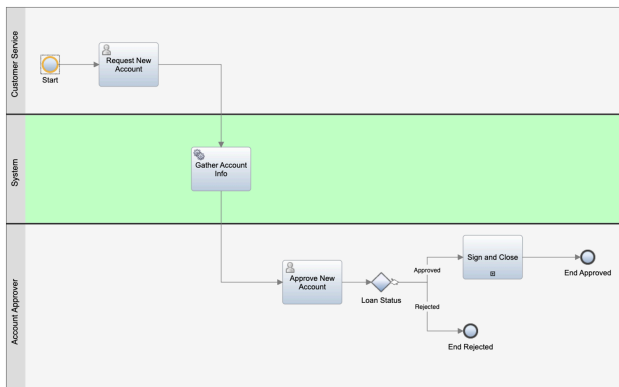 Customer Service
Start
Request New
Account
System
Gather Account
Info
Account Approver
Approve New
Account
Loan Status
Approved
Rejected
Sign and Close
End Approved
End Rejected